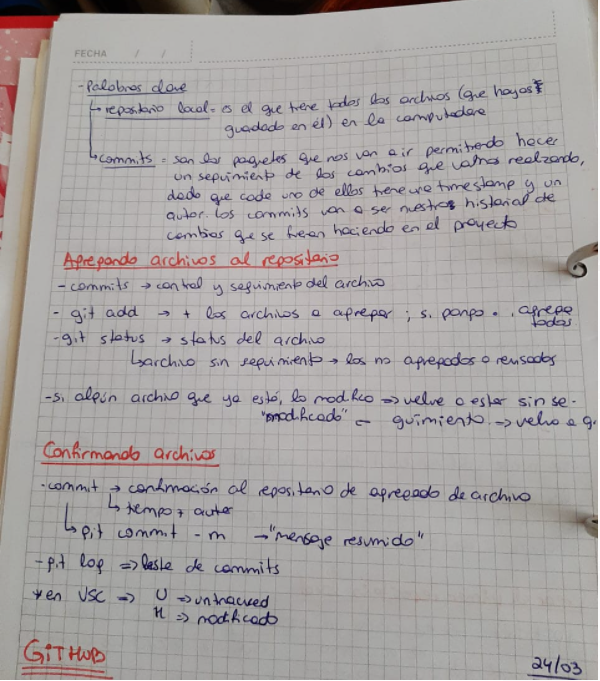 FECHA / /
-Palabras clave
repositorio local = es el que tiene todos los archivos (que hayas
guardado en él) en la computadora
commits = son los paquetes que nos van a ir permitiendo hacer
un seguimiento de los cambios que vamos realizando,
dado que cada uno de ellos tiene una timestamp y un
autor. Los commits van a ser nuestro historial de
cambios que se fueron haciendo en el proyecto
Agregando archivos al repositorio
- commits → control y seguimiento del archivo
- git add → + los archivos a agregar ; si pongo . , agrega
todos
-git status → status del archivo
↳archivo sin seguimiento → los no agregados o
-si algún archivo que ya está, lo modifico => vuelve a estar sin se-
"modificado" guimiento. → vuelvo a g.
Confirmando archivos
-commit → confirmación al repositorio de agregado de archivo
↳ tiempo + autor
↳ git commit -m → "mensaje resumido"
-git log => de commits
*en VSC => U => untracked
M => modificado
GITHUB
24/03